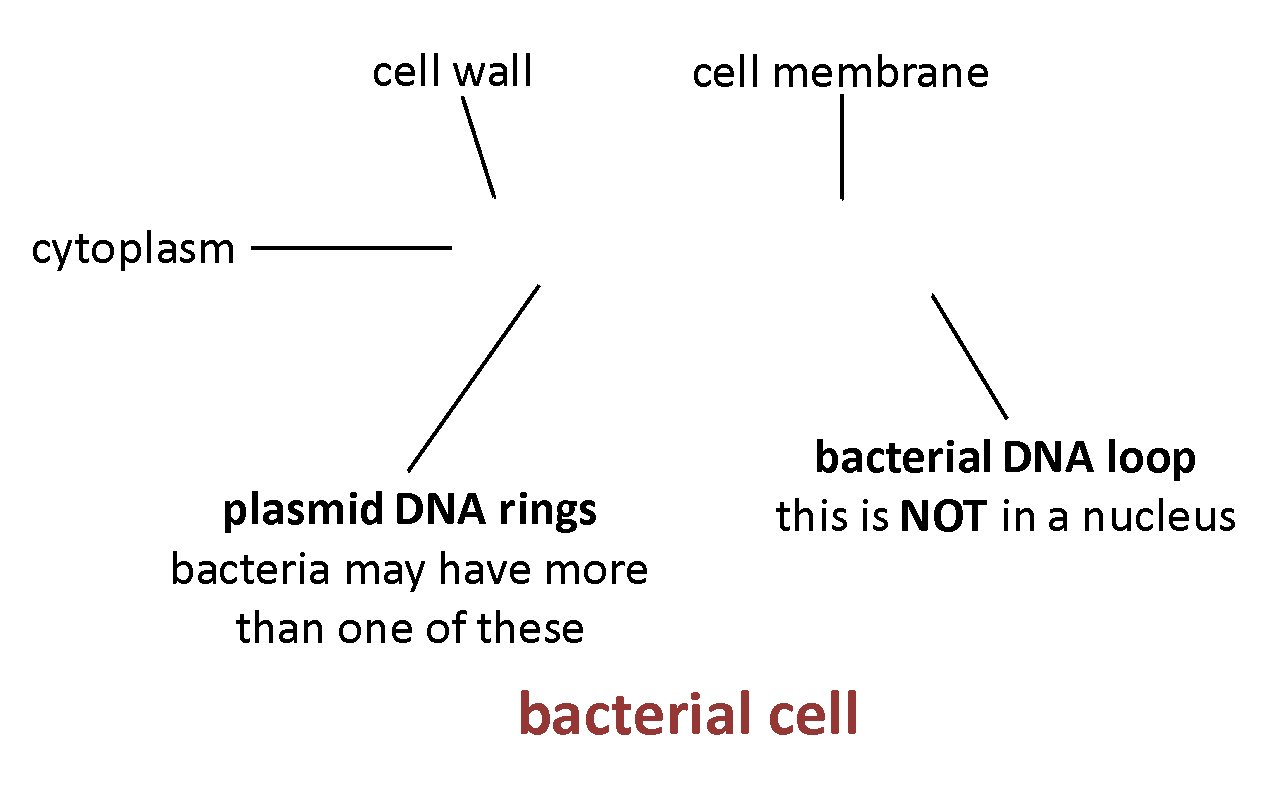 cell wall
cell membrane
cytoplasm
bacterial DNA loop
this is NOT in a nucleus
plasmid DNA rings
bacteria may have more
than one of these
bacterial cell